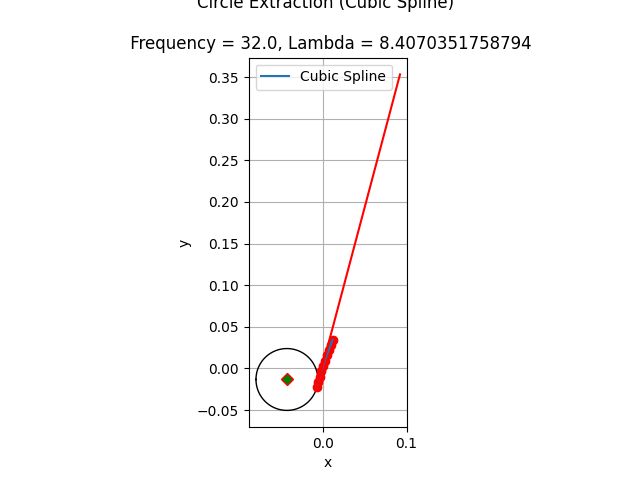 Circle Extraction (Cubic Spline)
Frequency = 32.0, Lambda = 8.4070351758794
Cubic Spline
0.35
0.30
0.25
0.20
0.15
0.10
0.05
0.00
−0.05
y
0.0 0.1
x